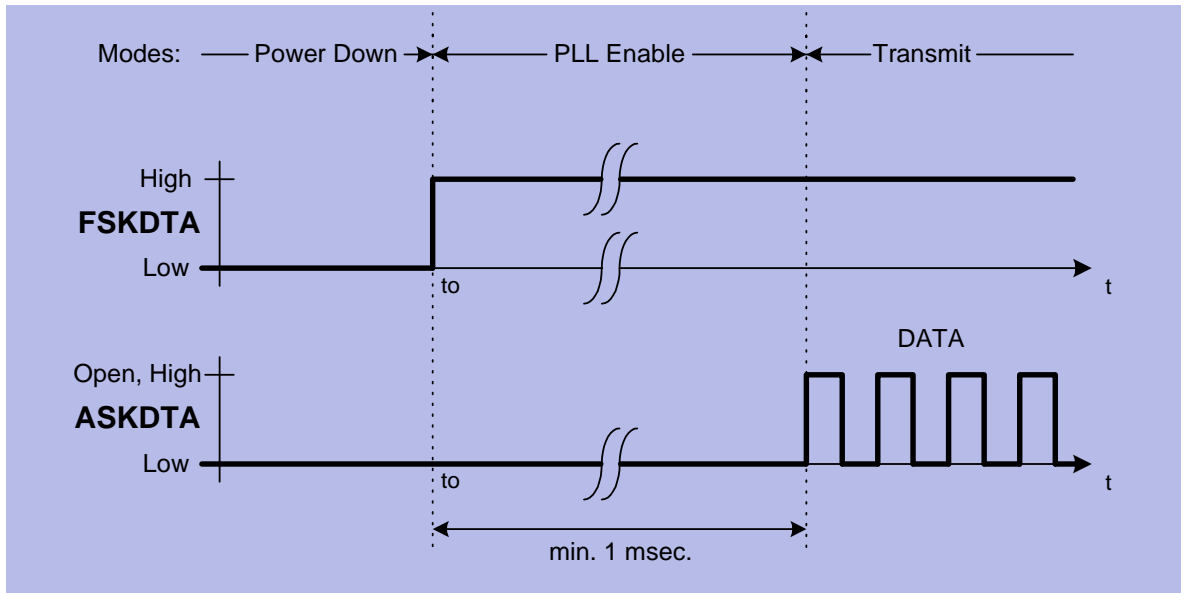 Modes: Power Down PLL Enable Transmit
High
FSKDTA
Low
to
t
DATA
Open, High
ASKDTA
Low
to
t
min. 1 msec.